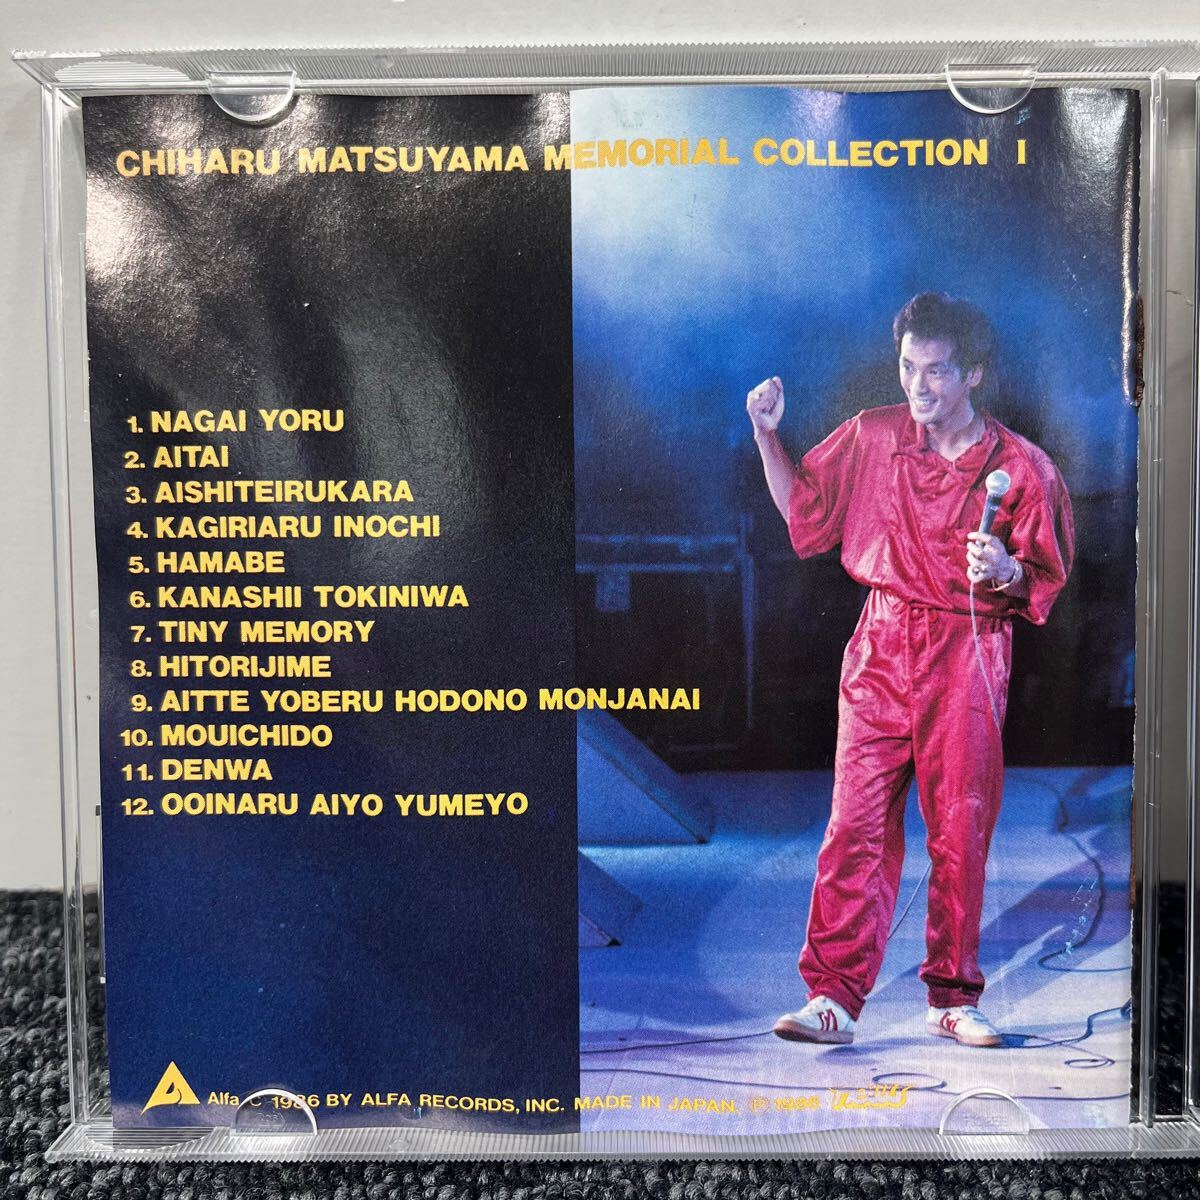 CHIHARU MATSUYAMA MEMORIAL COLLECTION I
1. NAGAI YORU
2. AITAI
3. AISHITEIRUKARA
4. KAGIRIARU INOCHI
5. HAMABE
6. KANASHII TOKINIWA
7. TINY MEMORY
8. HITORIJIME
9. AITTE YOBERU HODONO MONJANAI
10. MOUICHIDO
11. DENWA
12. OOINARU AIYO YUMEYO
Alfa C 1986 BY ALFA RECORDS, INC. MADE IN JAPAN, Ⓟ 1986